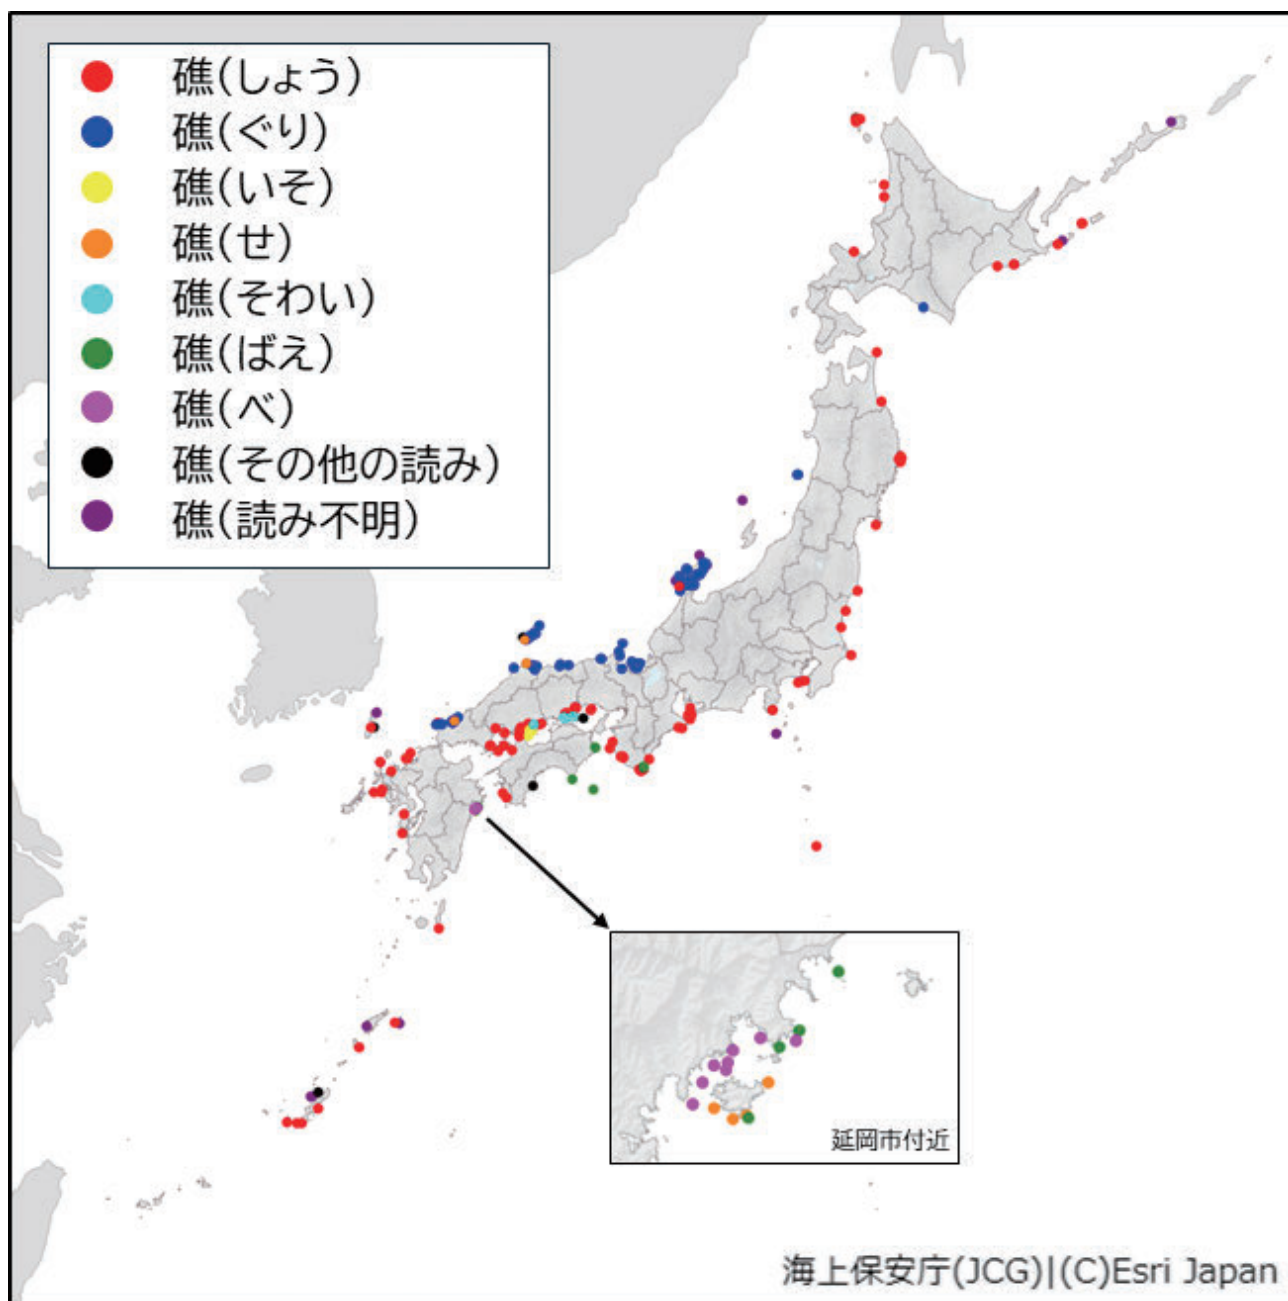 礁(しょう)
礁(ぐり)
礁(いそ)
礁(せ)
礁(そわい)
礁(ばえ)
礁(べ)
礁(その他の読み)
礁(読み不明)
延岡市付近
海上保安庁(JCG)|(C)Esri Japan